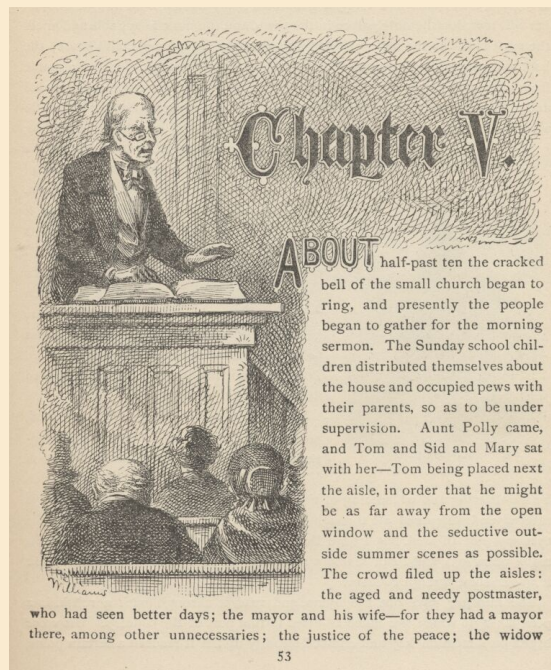 Chapter V.
ABOUT half-past ten the cracked
bell of the small church began to
ring, and presently the people
began to gather for the morning
sermon. The Sunday school chil-
dren distributed themselves about
the house and occupied pews with
their parents, so as to be under
supervision. Aunt Polly came,
and Tom and Sid and Mary sat
with her—Tom being placed next
the aisle, in order that he might
be as far away from the open
window and the seductive out-
side summer scenes as possible.
The crowd filed up the aisles:
the aged and needy postmaster,
who had seen better days; the mayor and his wife—for they had a mayor
there, among other unnecessaries; the justice of the peace; the widow
53